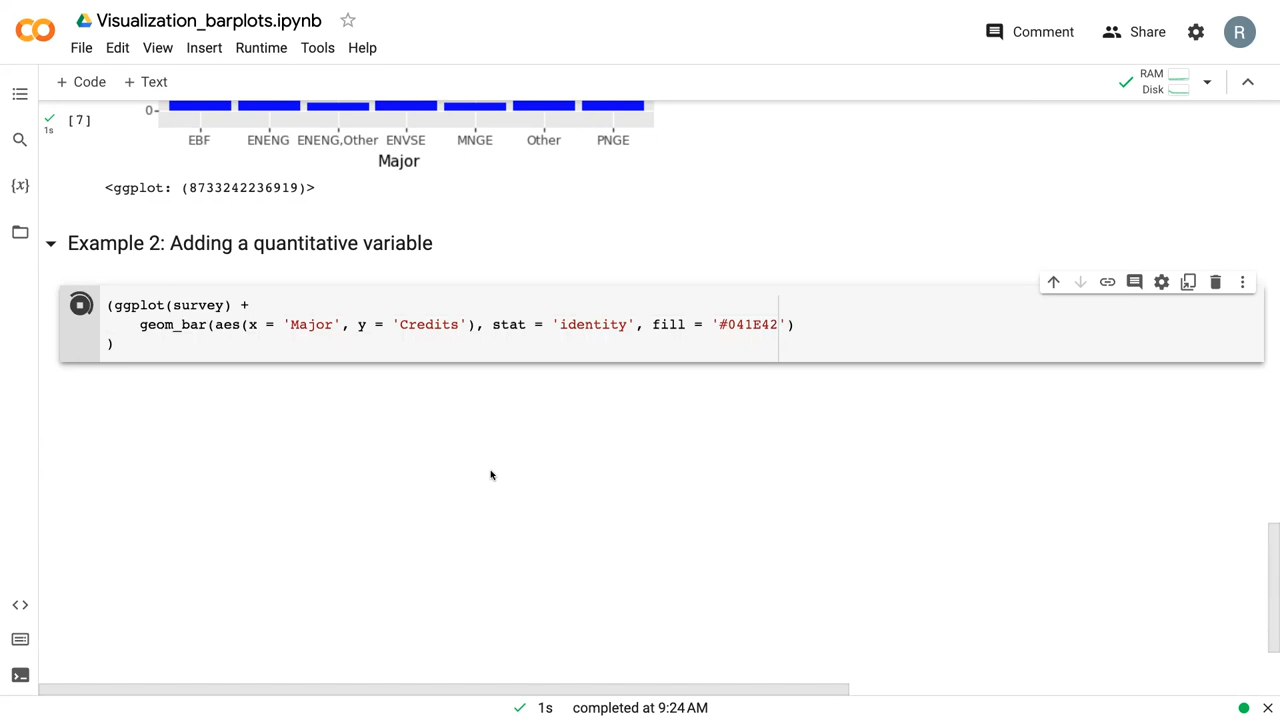 Visualization_barplots.ipynb
File Edit View Insert Runtime Tools Help
Comment
Share
R
+ Code + Text
RAM
Disk
[7]
1s
0
EBF ENENG ENENG,Other ENVSE MNGE Other PNGE
Major
<ggplot: (8733242236919)>
{x}
Example 2: Adding a quantitative variable
(ggplot(survey) +
geom_bar(aes(x = 'Major', y = 'Credits'), stat = 'identity', fill = '#041E42')
)
1s completed at 9:24 AM